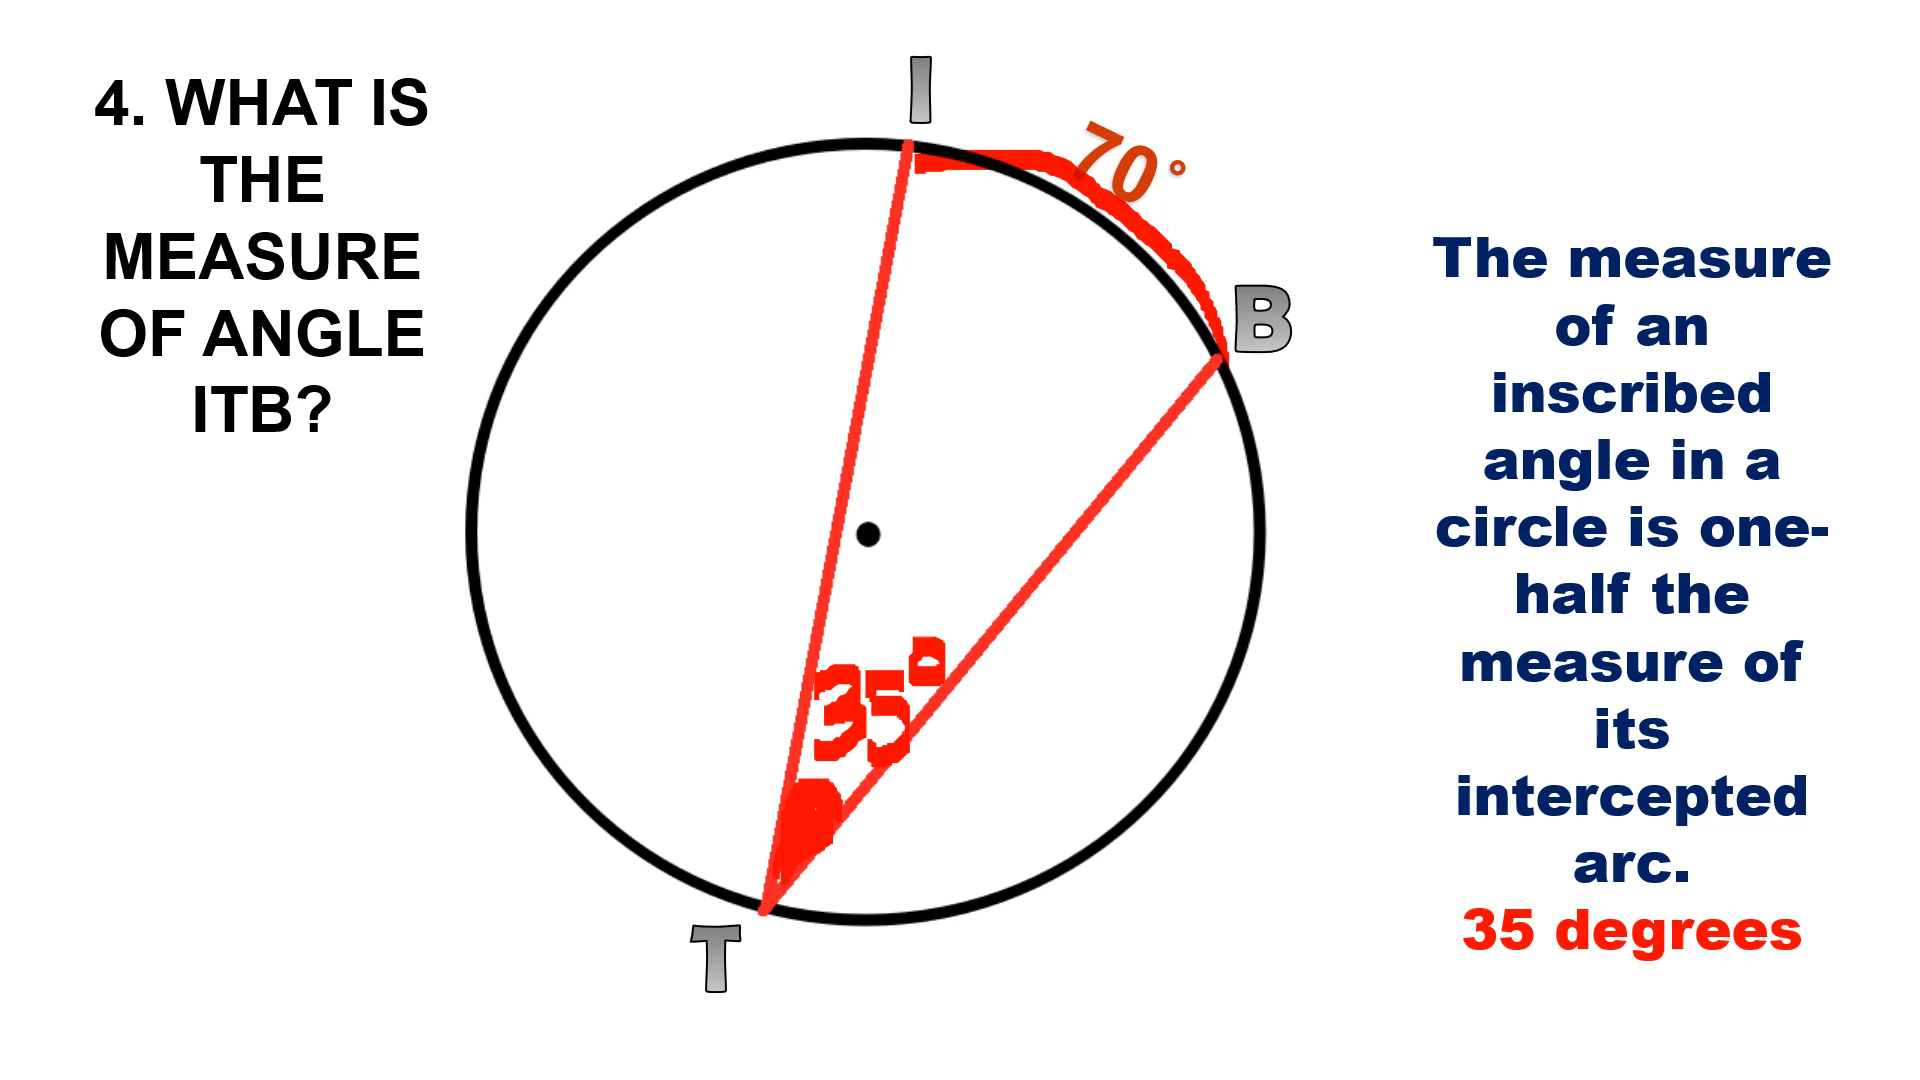 4. WHAT IS
THE
MEASURE
OF ANGLE
ITB?
I
70°
B
35°
T
The measure
of an
inscribed
angle in a
circle is one-
half the
measure of
its
intercepted
arc.
35 degrees